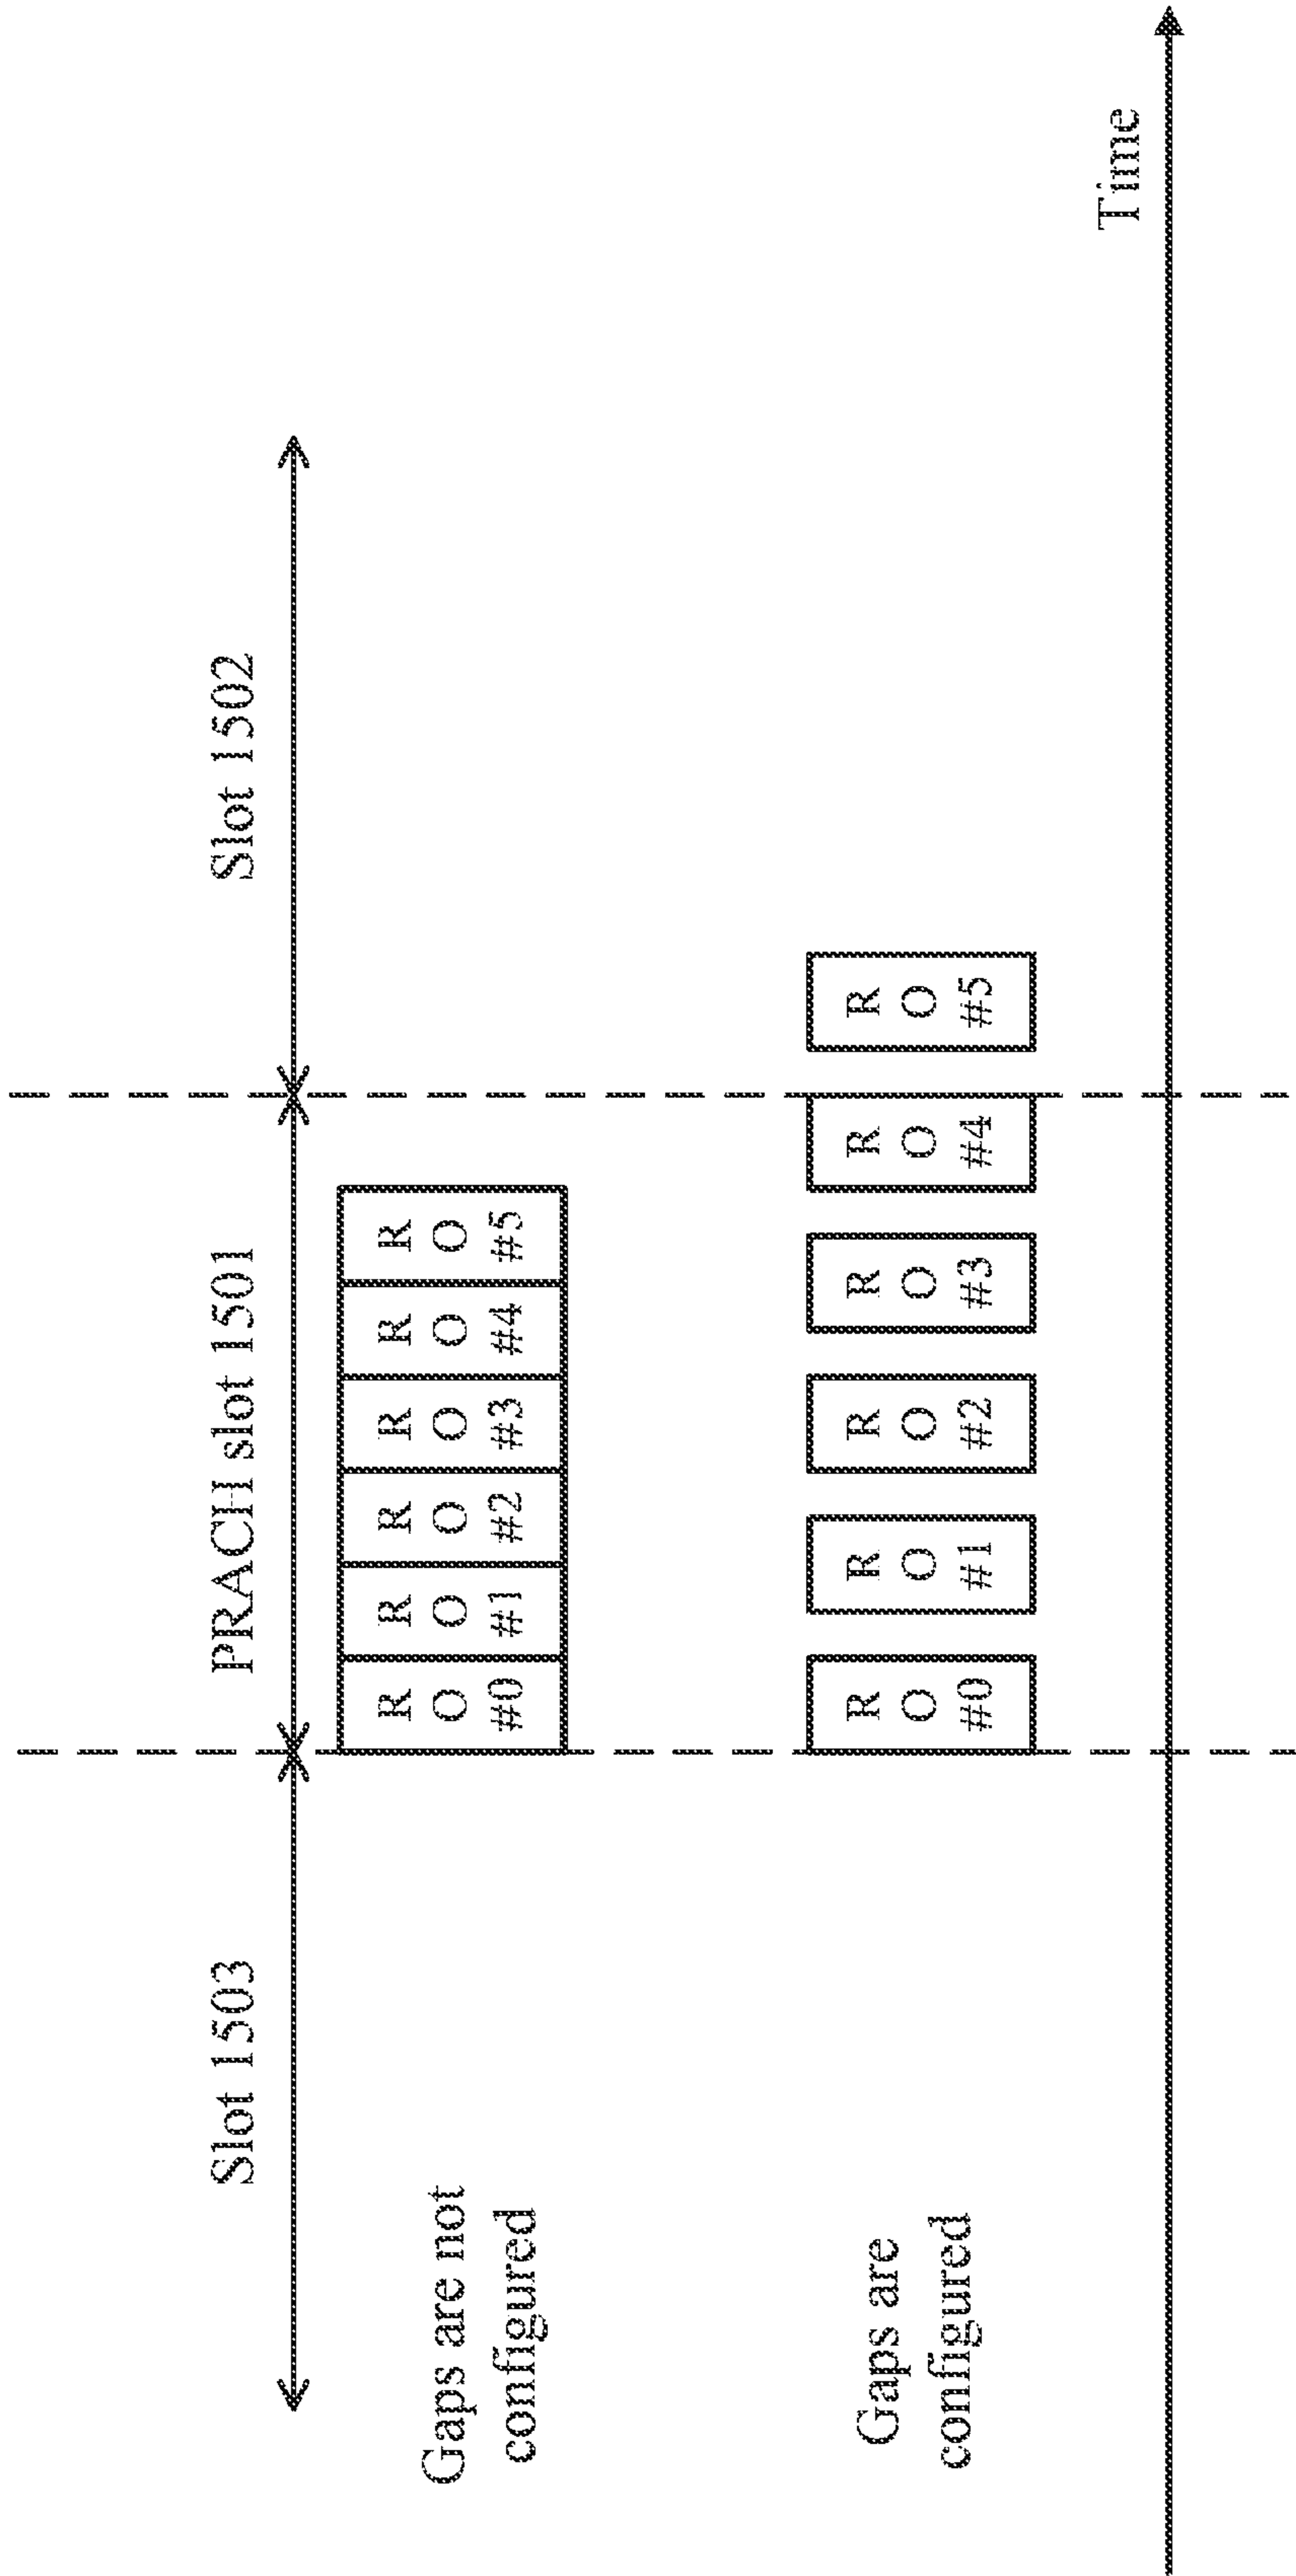 Slot 1503
PRACH slot 1501
Slot 1502
Gaps are not
configured
R
O
#0
R
O
#1
R
O
#2
R
O
#3
R
O
#4
R
O
#5
Gaps are
configured
R
O
#0
R
O
#1
R
O
#2
R
O
#3
R
O
#4
R
O
#5
Time